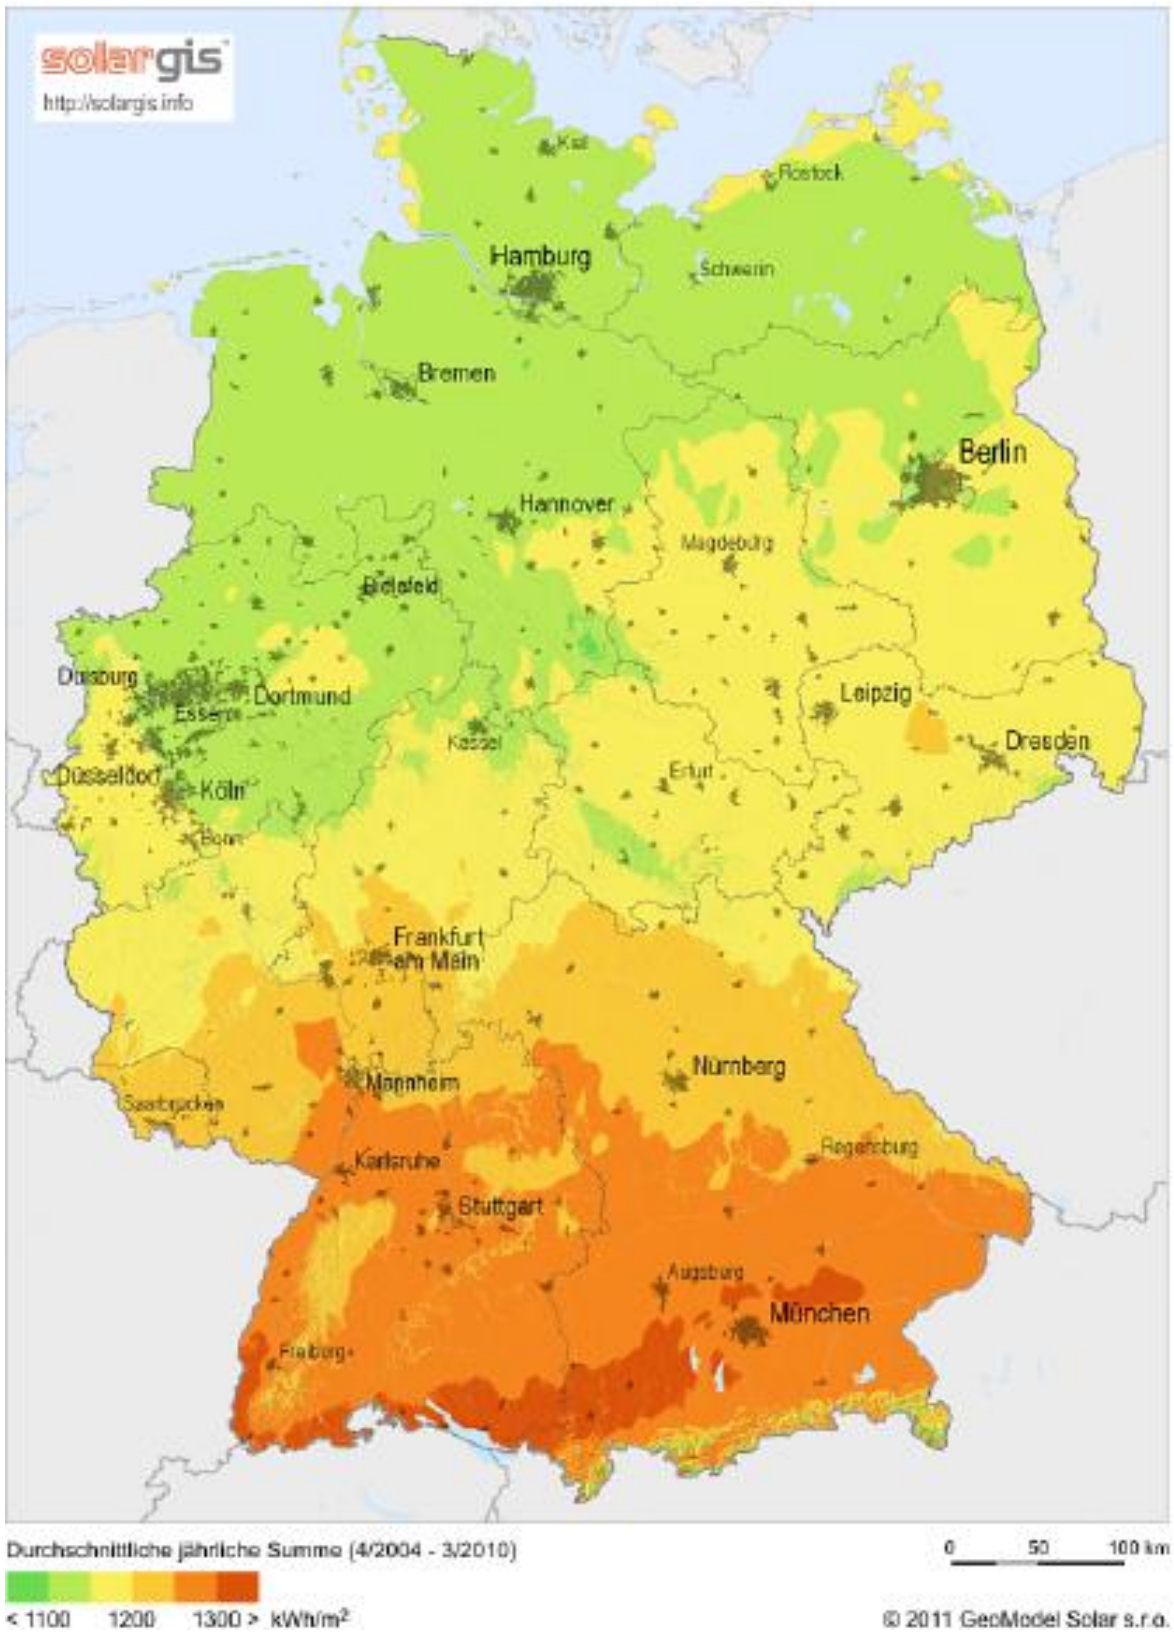 solargis
http://solargis.info
Kiel
Rostock
Hamburg
Schwerin
Bremen
Berlin
Hannover
Magdeburg
Bielefeld
Duisburg
Dortmund
Essen
Leipzig
Kassel
Dresden
Düsseldorf
Erfurt
Köln
Bonn
Frankfurt
am Main
Nürnberg
Mannheim
Saarbrücken
Regensburg
Karlsruhe
Stuttgart
Augsburg
München
Freiburg
Durchschnittliche jährliche Summe (4/2004 - 3/2010)
0 50 100 km
< 1100 1200 1300 > kWh/m²
© 2011 GeoModel Solar s.r.o.